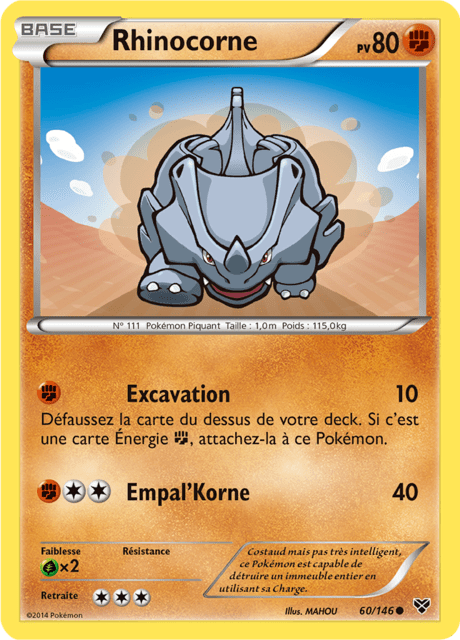 BASE
Rhinocorne
PV 80
N° 111 Pokémon Piquant Taille : 1,0m Poids : 115,0kg
Excavation 10
Défaussez la carte du dessus de votre deck. Si c'est
une carte Énergie , attachez-la à ce Pokémon.
Empal'Korne 40
Faiblesse Résistance
×2
Retraite
Costaud mais pas très intelligent,
ce Pokémon est capable de
détruire un immeuble entier en
utilisant sa Charge.
©2014 Pokémon
Illus. MAHOU 60/146